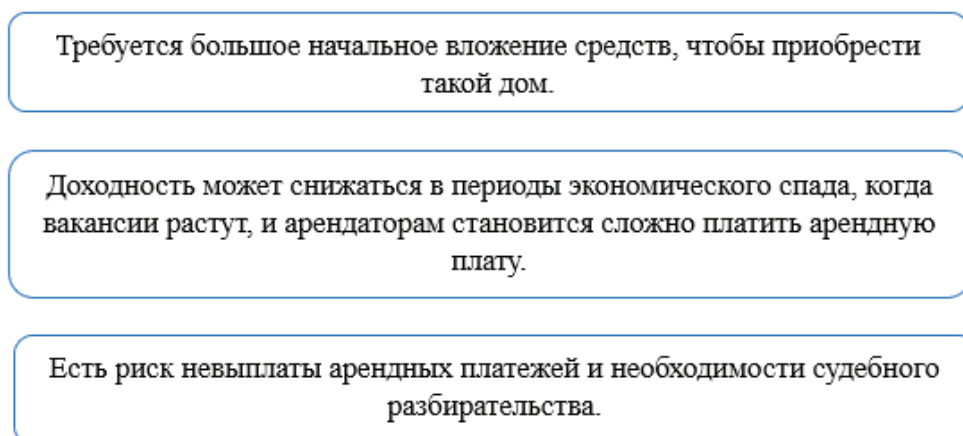 Требуется большое начальное вложение средств, чтобы приобрести
такой дом.
Доходность может снижаться в периоды экономического спада, когда
вакансии растут, и арендаторам становится сложно платить арендную
плату.
Есть риск невыплаты арендных платежей и необходимости судебного
разбирательства.